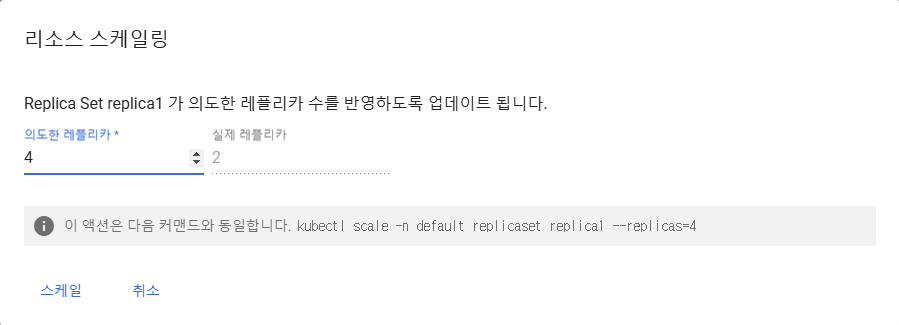 리소스 스케일링
Replica Set replica1 가 의도한 레플리카 수를 반영하도록 업데이트 됩니다.
의도한 레플리카 * 실제 레플리카
4 2
이 액션은 다음 커맨드와 동일합니다. kubectl scale -n default replicaset replica1 --replicas=4
스케일 취소